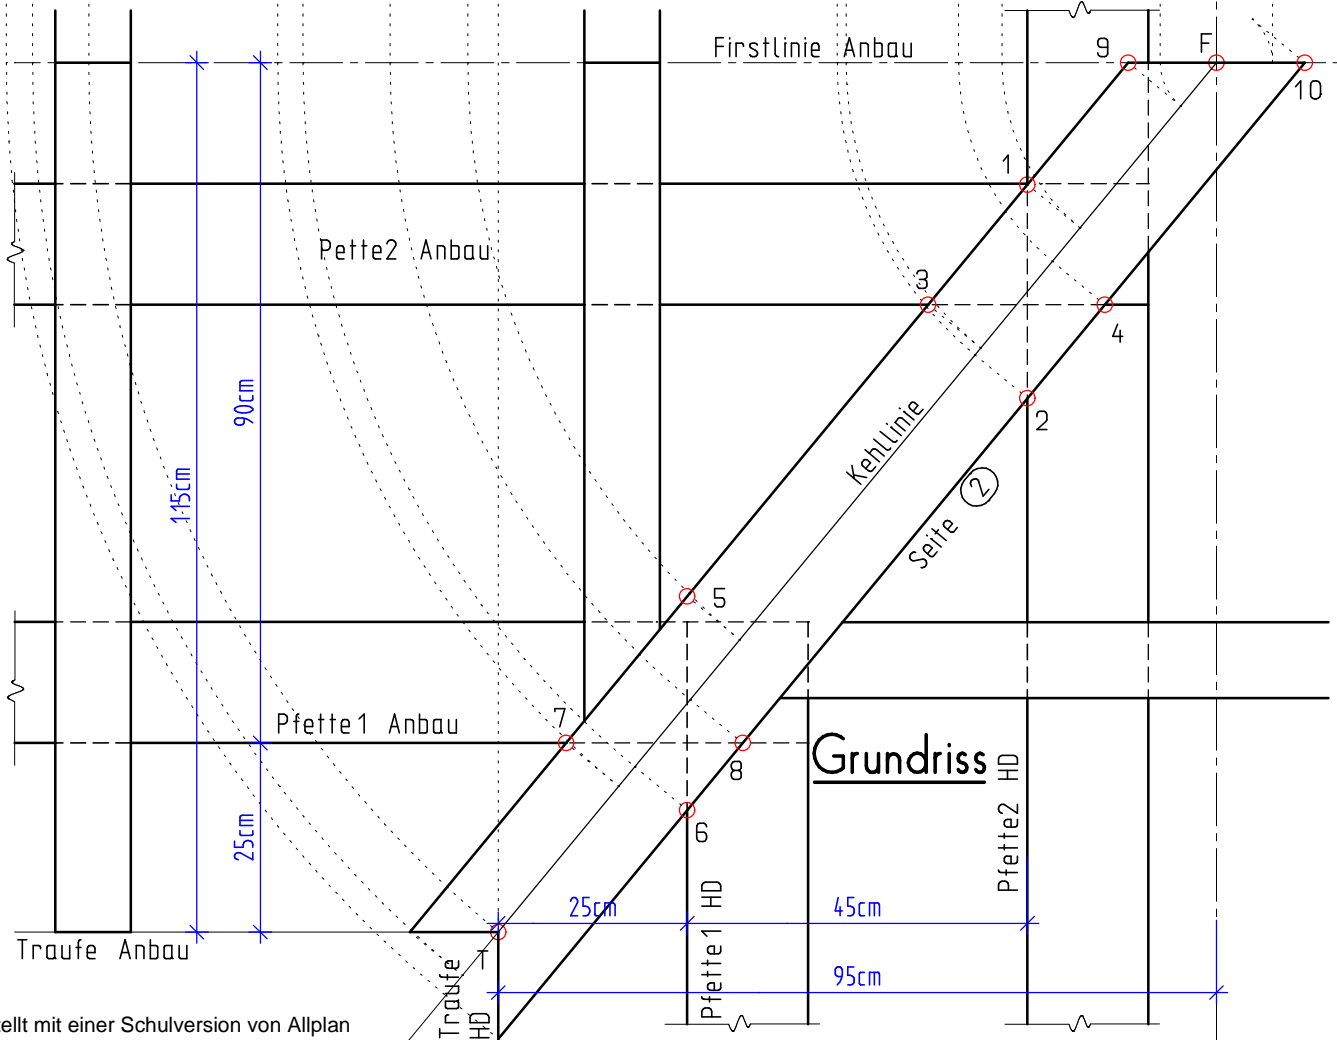 Firstlinie Anbau
9
F
10
1
Pette2 Anbau
3
4
2
90cm
Kehllinie
115cm
Seite 2
5
7
Pfette1 Anbau
8
Grundriss
6
Pfette2 HD
25cm
25cm
45cm
Traufe Anbau
T
Traufe
HD
Pfette1 HD
95cm
tellt mit einer Schulversion von Allplan